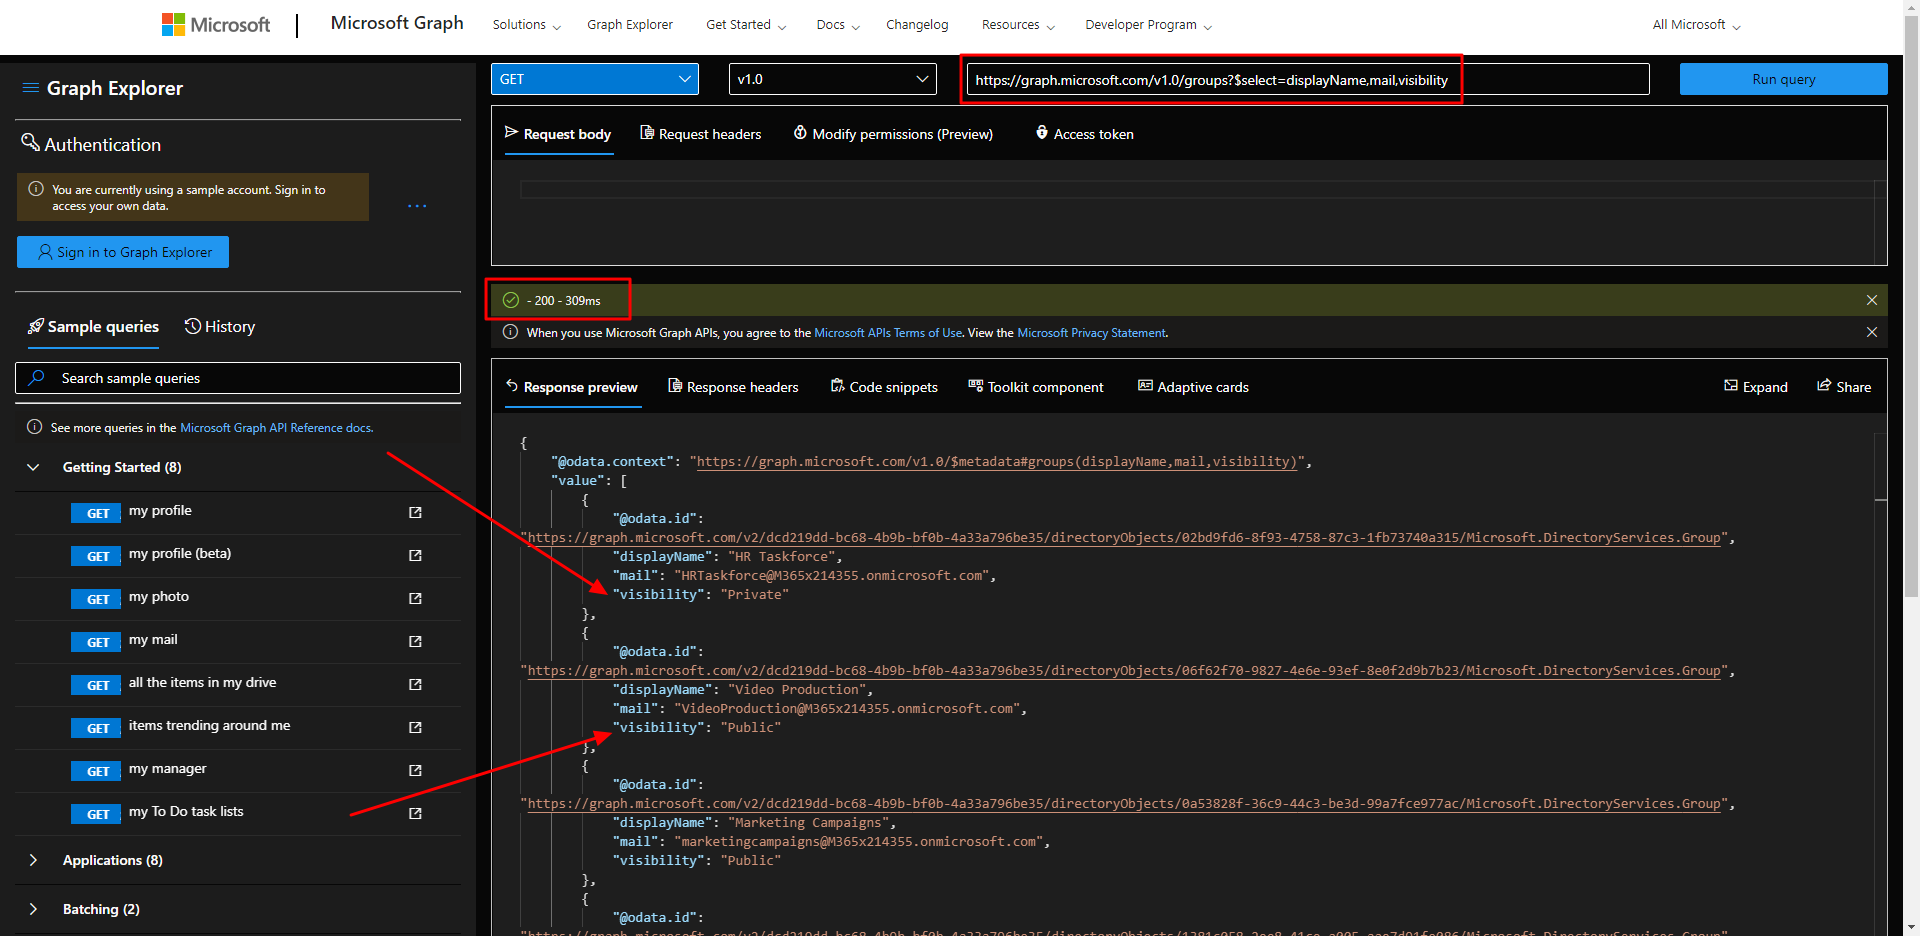 Microsoft
Microsoft Graph
Solutions
Graph Explorer
Get Started
Docs
Changelog
Resources
Developer Program
All Microsoft
Graph Explorer
Authentication
You are currently using a sample account. Sign in to
access your own data.
...
Sign in to Graph Explorer
Sample queries
History
Search sample queries
See more queries in the Microsoft Graph API Reference docs.
Getting Started (8)
GET my profile
GET my profile (beta)
GET my photo
GET my mail
GET all the items in my drive
GET items trending around me
GET my manager
GET my To Do task lists
Applications (8)
Batching (2)
GET
v1.0
https://graph.microsoft.com/v1.0/groups?$select=displayName,mail,visibility
Run query
Request body
Request headers
Modify permissions (Preview)
Access token
- 200 - 309ms
When you use Microsoft Graph APIs, you agree to the Microsoft APIs Terms of Use. View the Microsoft Privacy Statement.
Response preview
Response headers
Code snippets
Toolkit component
Adaptive cards
Expand
Share
{
"@odata.context": "https://graph.microsoft.com/v1.0/$metadata#groups(displayName,mail,visibility)",
"value": [
{
"@odata.id":
"https://graph.microsoft.com/v2/dcd219dd-bc68-4b9b-bf0b-4a33a796be35/directoryObjects/02bd9fd6-8f93-4758-87c3-1fb73740a315/Microsoft.DirectoryServices.Group",
"displayName": "HR Taskforce",
"mail": "HRTaskforce@M365x214355.onmicrosoft.com",
"visibility": "Private"
},
{
"@odata.id":
"https://graph.microsoft.com/v2/dcd219dd-bc68-4b9b-bf0b-4a33a796be35/directoryObjects/06f62f70-9827-4e6e-93ef-8e0f2d9b7b23/Microsoft.DirectoryServices.Group",
"displayName": "Video Production",
"mail": "VideoProduction@M365x214355.onmicrosoft.com",
"visibility": "Public"
},
{
"@odata.id":
"https://graph.microsoft.com/v2/dcd219dd-bc68-4b9b-bf0b-4a33a796be35/directoryObjects/0a53828f-36c9-44c3-be3d-99a7fce977ac/Microsoft.DirectoryServices.Group",
"displayName": "Marketing Campaigns",
"mail": "marketingcampaigns@M365x214355.onmicrosoft.com",
"visibility": "Public"
},
{
"@odata.id":